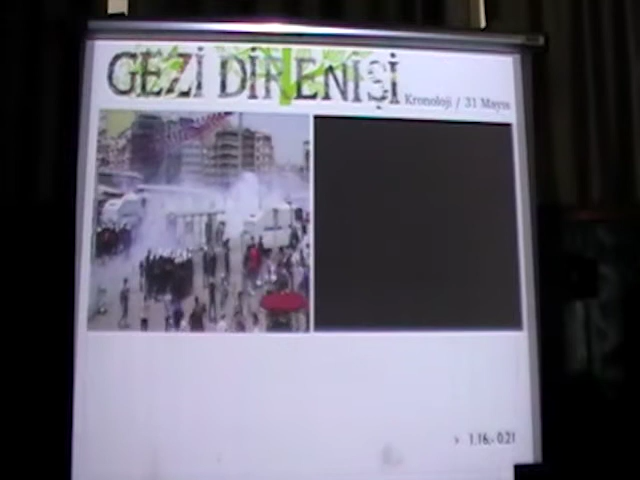 GEZİ DİRENİŞİ
Kronoloji / 31 Mayıs
› 1.16.- 0.21